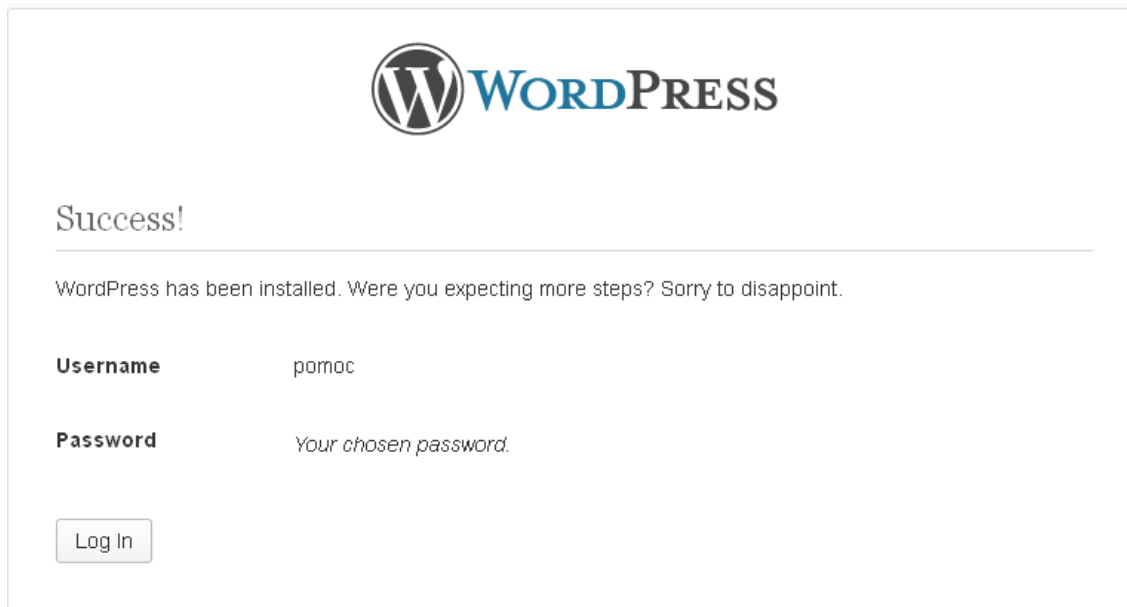 WORDPRESS
Success!
WordPress has been installed. Were you expecting more steps? Sorry to disappoint.
Username pomoc
Password Your chosen password.
Log In